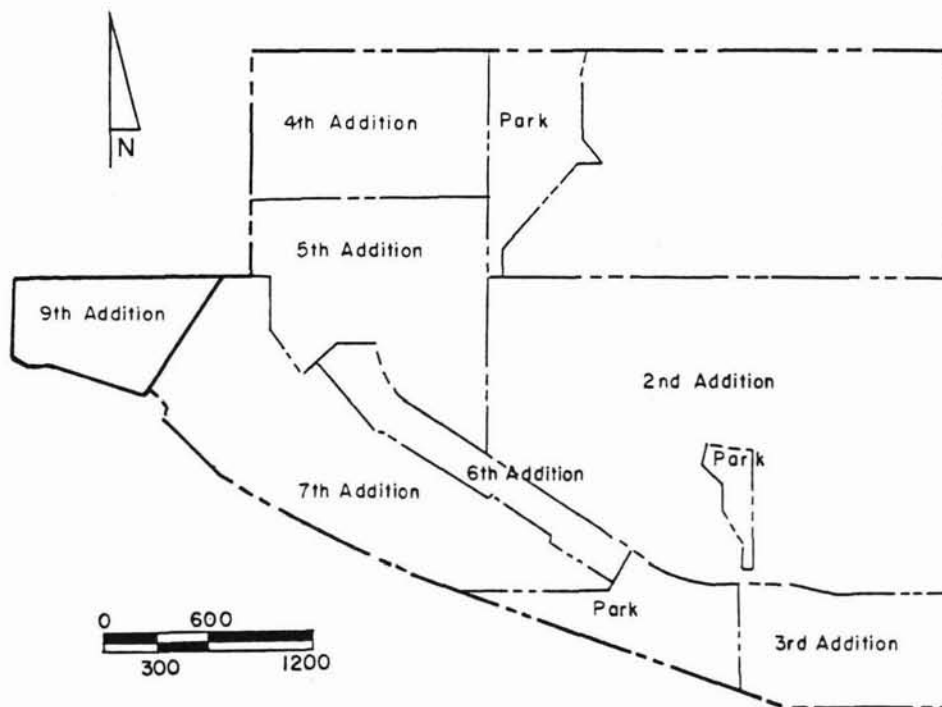 4th Addition
Park
N
5th Addition
9th Addition
2nd Addition
Park
6th Addition
7th Addition
Park
3rd Addition
0 600
300 1200